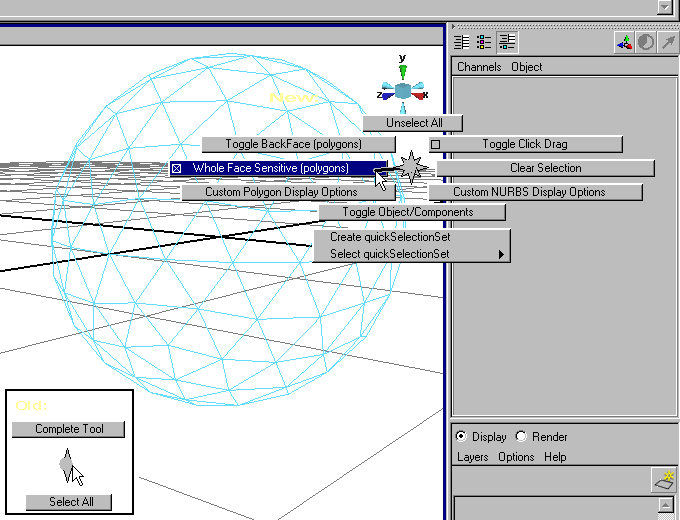 Channels Object
y
z x
New:
Unselect All
Toggle BackFace (polygons)
Toggle Click Drag
Whole Face Sensitive (polygons)
Clear Selection
Custom Polygon Display Options
Custom NURBS Display Options
Toggle Object/Components
Create quickSelectionSet
Select quickSelectionSet
Old:
Complete Tool
Select All
Display Render
Layers Options Help